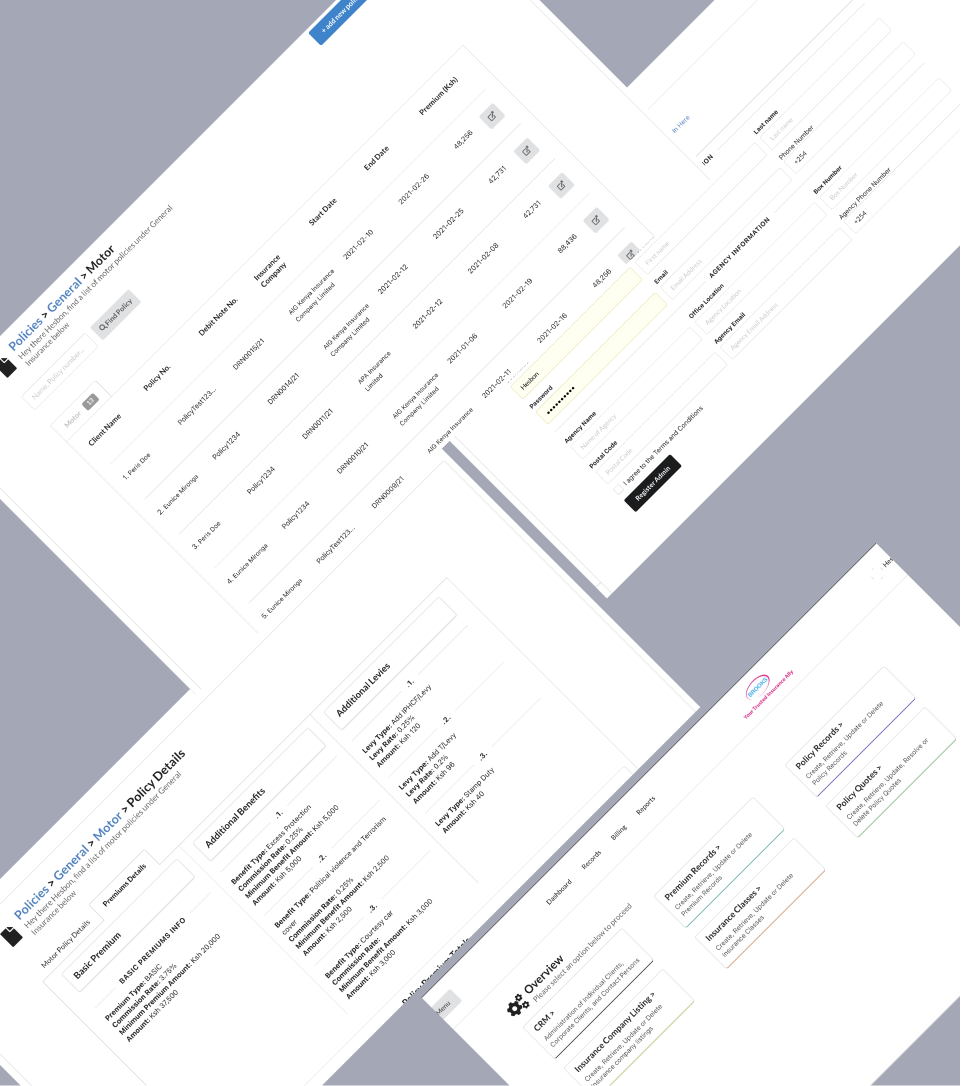 + add new poli
Policies > General > Motor
Hey there Hesbon, find a list of motor policies under General
Insurance below
Name, Policy number...
Find Policy
Motor 13
Client Name Policy No. Debit Note No. Insurance Company Start Date End Date Premium (Ksh)
1. Peris Doe PolicyTest123... DRN0015/21 AIG Kenya Insurance Company Limited 2021-02-10 2021-02-26 48,256
2. Eunice Mironga Policy1234 DRN0014/21 AIG Kenya Insurance Company Limited 2021-02-12 2021-02-25 42,731
3. Peris Doe Policy1234 DRN0011/21 APA Insurance Limited 2021-02-12 2021-02-08 42,731
4. Eunice Mironga Policy1234 DRN0010/21 AIG Kenya Insurance Company Limited 2021-01-06 2021-02-19 88,436
5. Eunice Mironga PolicyTest123... DRN0009/21 AIG Kenya Insurance 2021-02-11 2021-02-16 48,256
In Here
ION
First name
Last name
Last name
Hesbon
Email
Email Address
Phone Number
+254
Password
••••••••••
Box Number
Box Number
AGENCY INFORMATION
Agency Name
Name of Agency
Office Location
Agency Location
Agency Phone Number
+254
Postal Code
Postal Code
Agency Email
Agency Email Address
I agree to the Terms and Conditions
Register Admin
Policies > General > Motor > Policy Details
Hey there Hesbon, find a list of motor policies under General
Insurance below
Motor Policy Details
Premiums Details
Basic Premium
BASIC PREMIUMS INFO
Premium Type: BASIC
Commission Rate: 3.75%
Minimum Premium Amount: Ksh 20,000
Amount: Ksh 37,500
Additional Benefits
.1.
Benefit Type: Excess Protection
Commission Rate: 0.25%
Minimum Benefit Amount: Ksh 5,000
Amount: Ksh 5,000
.2.
Benefit Type: Political violence and Terrorism
cover
Commission Rate: 0.25%
Minimum Benefit Amount: Ksh 2,500
Amount: Ksh 2,500
.3.
Benefit Type: Courtesy car
Commission Rate: 0.25%
Minimum Benefit Amount: Ksh 3,000
Amount: Ksh 3,000
Additional Levies
.1.
Levy Type: Add IPHCF/Levy
Levy Rate: 0.25%
Amount: Ksh 120
.2.
Levy Type: Add T/Levy
Levy Rate: 0.2%
Amount: Ksh 96
.3.
Levy Type: Stamp Duty
Amount: Ksh 40
Policy Premium Totals
Hes
BROOKS
Your Trusted Insurance Ally
Menu
Dashboard
Records
Billing
Reports
Overview
Please select an option below to proceed
CRM >
Administration of Individual Clients,
Corporate Clients, and Contact Persons
Premium Records >
Create, Retrieve, Update or Delete
Premium Records
Policy Records >
Create, Retrieve, Update or Delete
Policy Records
Insurance Company Listing >
Create, Retrieve, Update or Delete
insurance company listings
Insurance Classes >
Create, Retrieve, Update or Delete
Insurance Classes
Policy Quotes >
Create, Retrieve, Update, Resolve or
Delete Policy Quotes